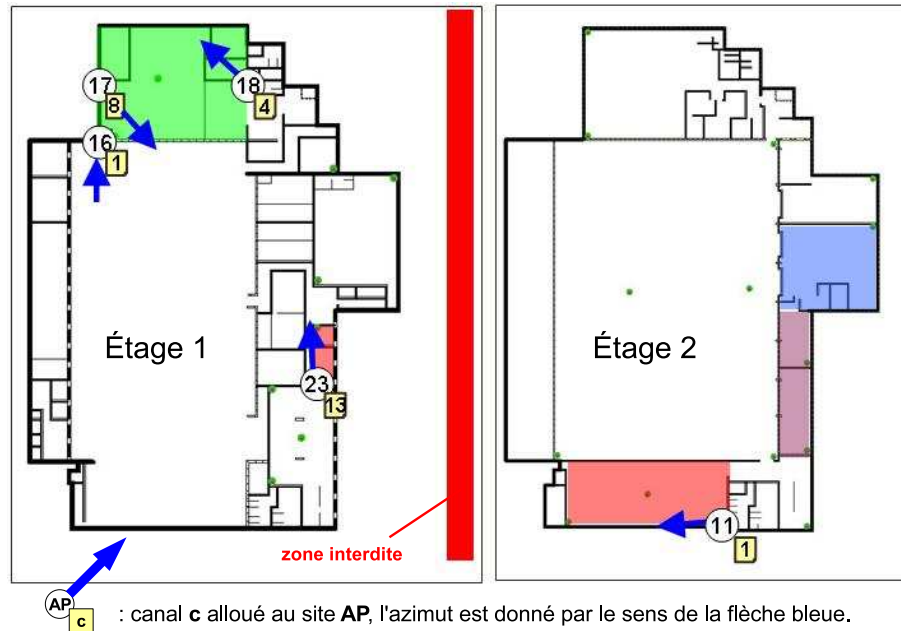 17
8
18
4
16
1
Étage 1
Étage 2
23
13
11
1
zone interdite
AP
c
: canal c alloué au site AP, l'azimut est donné par le sens de la flèche bleue.